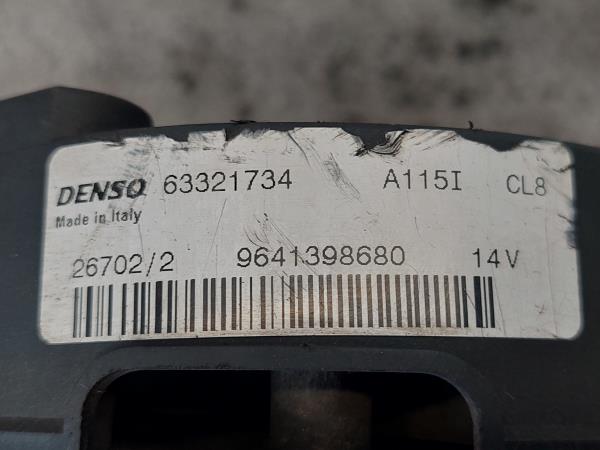 DENSO 63321734 A115I CL8
Made in Italy
26702/2 9641398680 14V